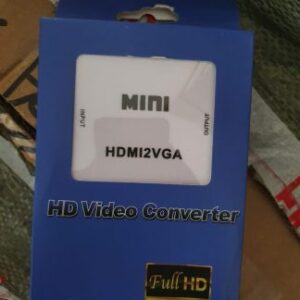 MINI
INPUT
OUTPUT
HDMI2VGA
HD Video Converter
Full HD